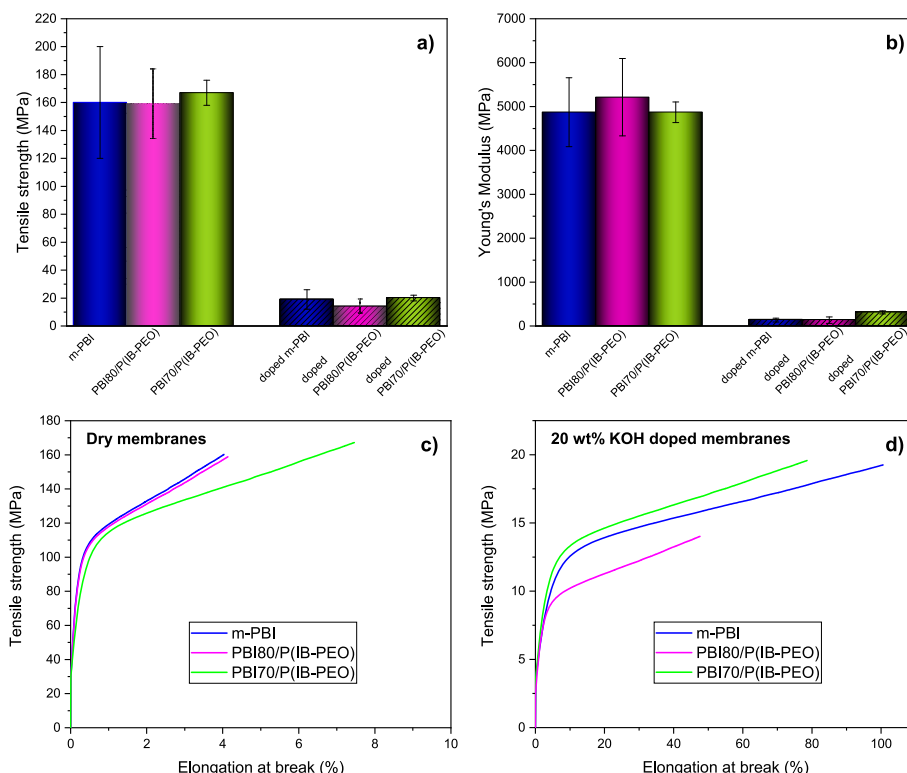 a)
Tensile strength (MPa)
220
200
180
160
140
120
100
80
60
40
20
0
m-PBI
PBI80/P(IB-PEO)
PBI70/P(IB-PEO)
doped m-PBI
doped
PBI80/P(IB-PEO)
doped
PBI70/P(IB-PEO)
b)
Young's Modulus (MPa)
7000
6000
5000
4000
3000
2000
1000
0
m-PBI
PBI80/P(IB-PEO)
PBI70/P(IB-PEO)
doped m-PBI
doped
PBI80/P(IB-PEO)
doped
PBI70/P(IB-PEO)
Dry membranes
c)
Tensile strength (MPa)
180
160
140
120
100
80
60
40
20
0
m-PBI
PBI80/P(IB-PEO)
PBI70/P(IB-PEO)
0 2 4 6 8 10
Elongation at break (%)
20 wt% KOH doped membranes
d)
Tensile strength (MPa)
20
15
10
5
0
m-PBI
PBI80/P(IB-PEO)
PBI70/P(IB-PEO)
0 20 40 60 80 100
Elongation at break (%)